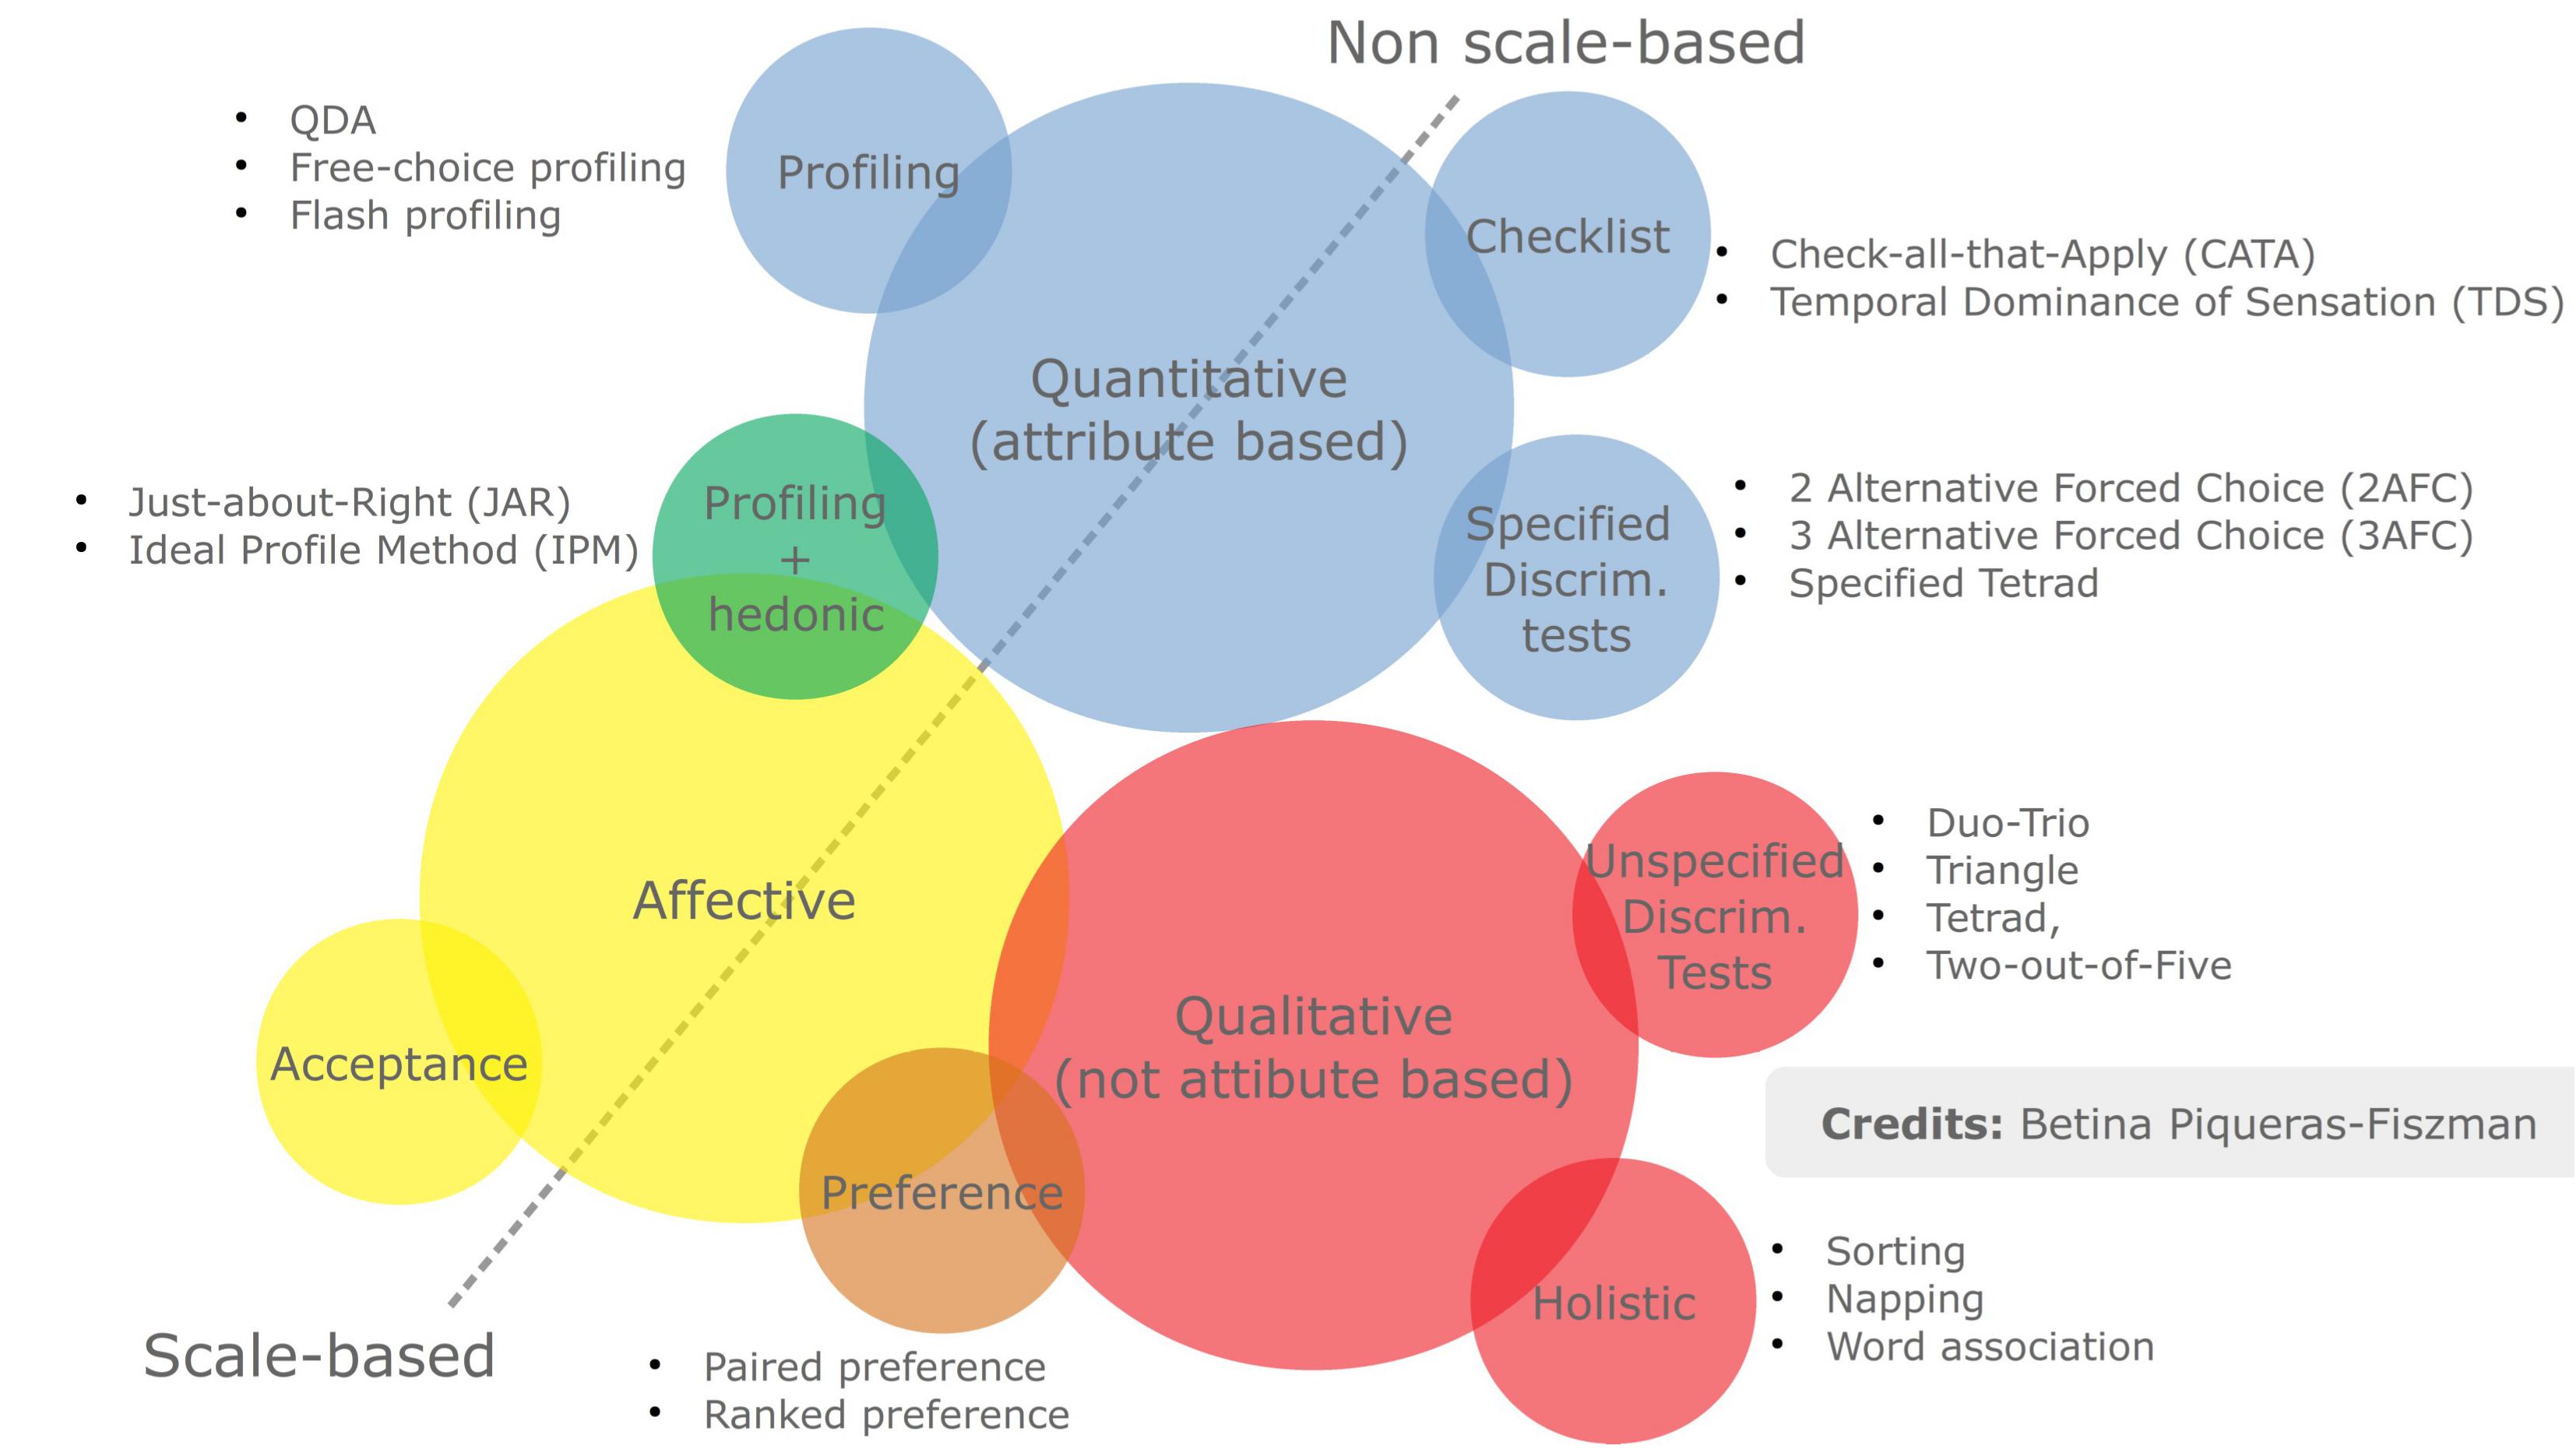 Non scale-based
• QDA
• Free-choice profiling
• Flash profiling
Profiling
Checklist
• Check-all-that-Apply (CATA)
• Temporal Dominance of Sensation (TDS)
Quantitative
(attribute based)
• Just-about-Right (JAR)
• Ideal Profile Method (IPM)
Profiling
+
hedonic
Specified
Discrim.
tests
• 2 Alternative Forced Choice (2AFC)
• 3 Alternative Forced Choice (3AFC)
• Specified Tetrad
Affective
Unspecified
Discrim.
Tests
• Duo-Trio
• Triangle
• Tetrad,
• Two-out-of-Five
Acceptance
Qualitative
(not attibute based)
Credits: Betina Piqueras-Fiszman
Preference
Holistic
• Sorting
• Napping
• Word association
Scale-based
• Paired preference
• Ranked preference